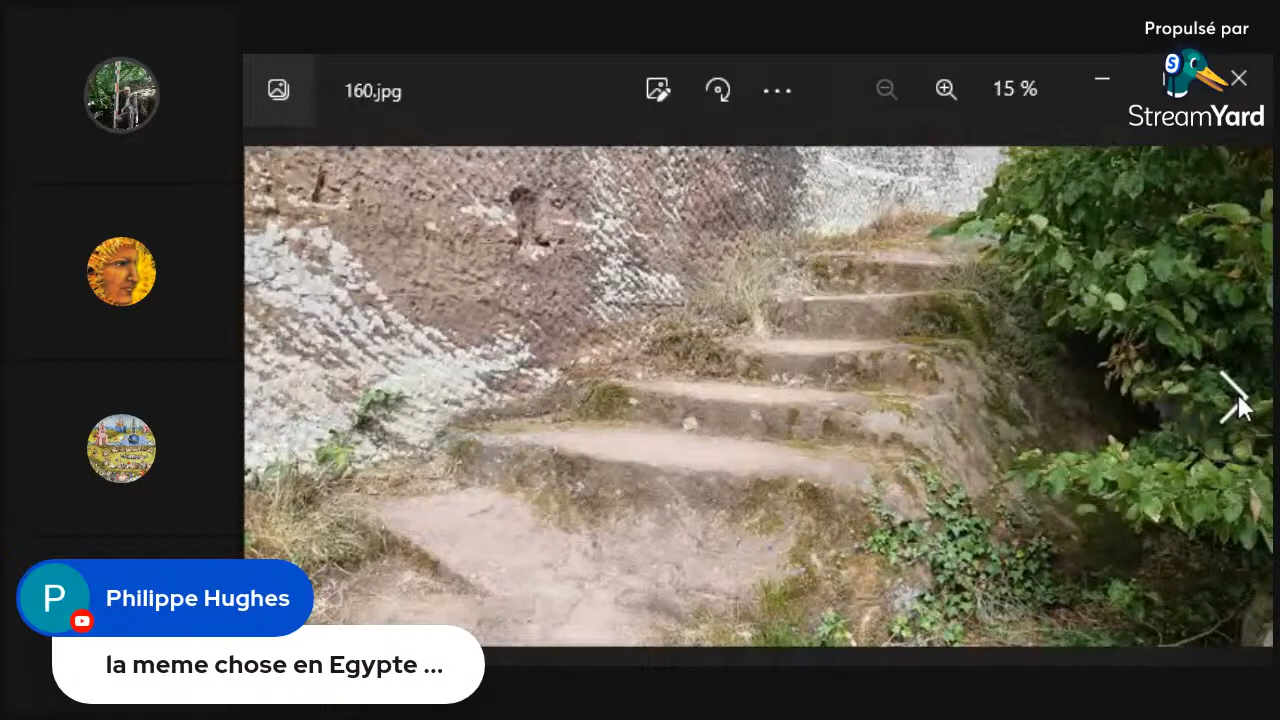 Propulsé par
StreamYard
160.jpg
15 %
P
Philippe Hughes
la meme chose en Egypte ...